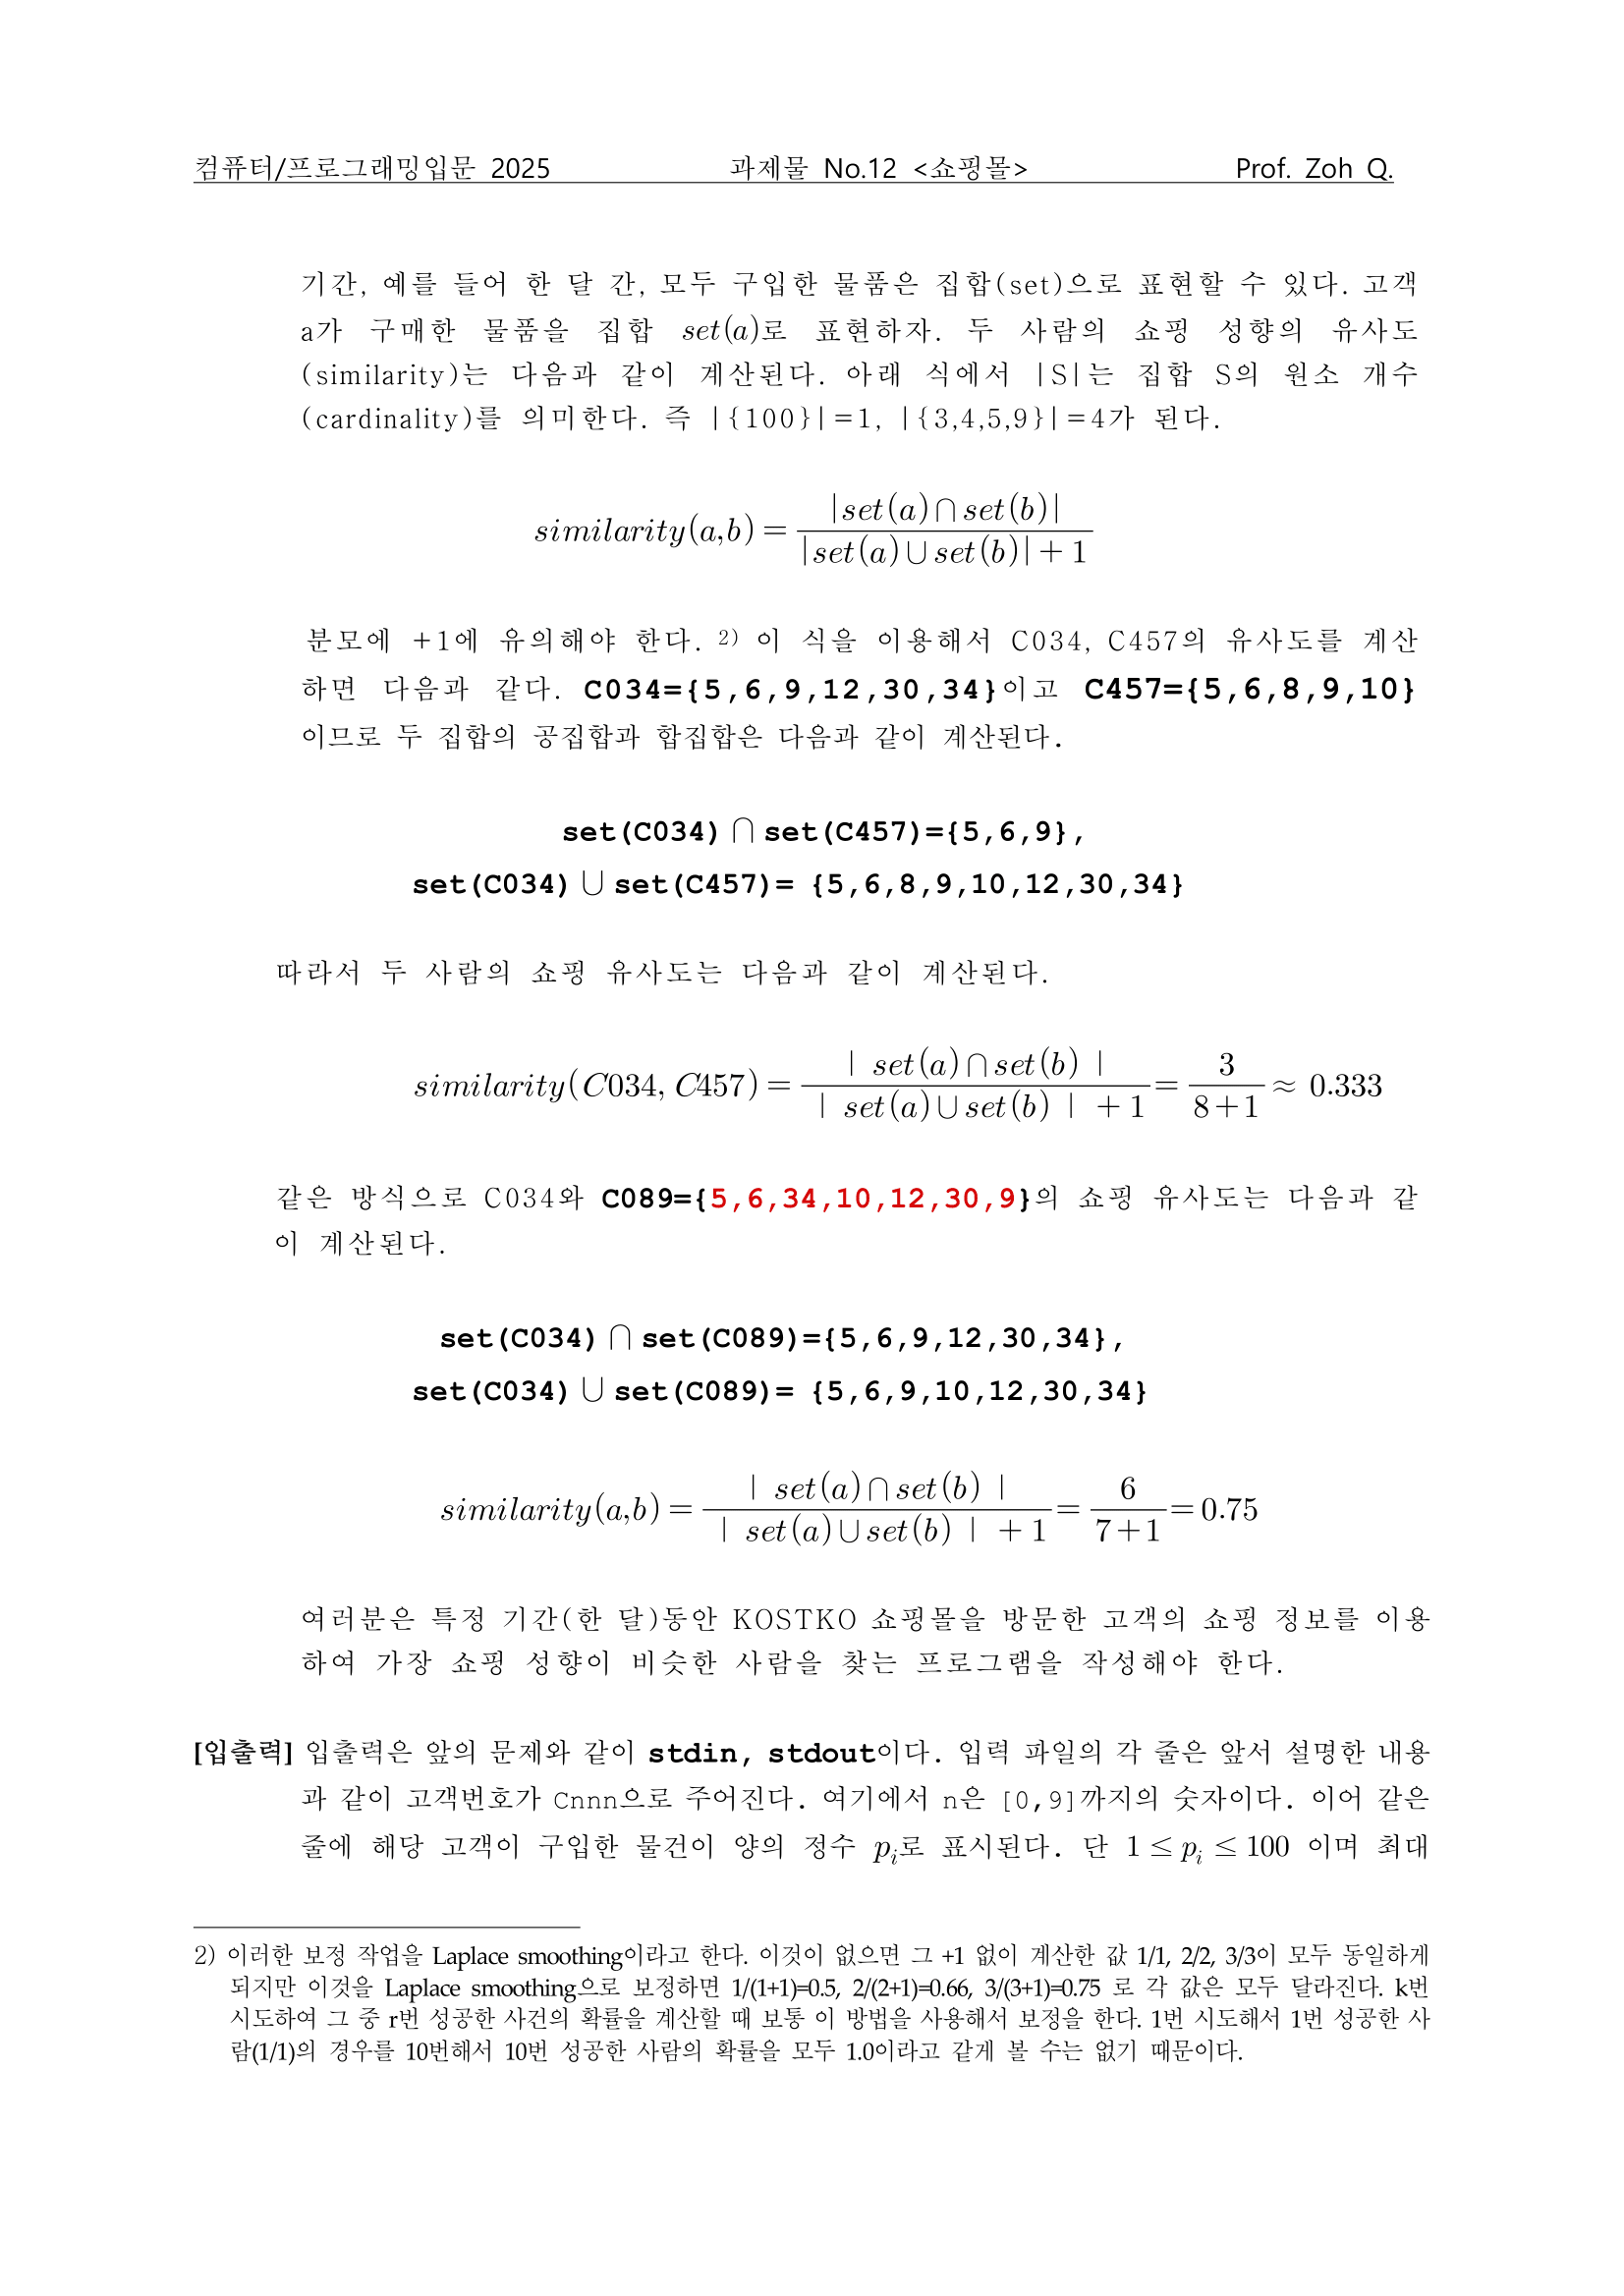 컴퓨터/프로그래밍입문 2025 과제물 No.12 <쇼핑몰> Prof. Zoh Q.
기간, 예를 들어 한 달 간, 모두 구입한 물품은 집합(set)으로 표현할 수 있다. 고객
a가 구매한 물품을 집합 set(a)로 표현하자. 두 사람의 쇼핑 성향의 유사도
(similarity)는 다음과 같이 계산된다. 아래 식에서 |S|는 집합 S의 원소 개수
(cardinality)를 의미한다. 즉 |{100}|=1, |{3,4,5,9}|=4가 된다.
similarity(a,b) = |set(a)∩set(b)| / |set(a)∪set(b)|+1
분모에 +1에 유의해야 한다. 2) 이 식을 이용해서 C034, C457의 유사도를 계산
하면 다음과 같다. C034={5,6,9,12,30,34}이고 C457={5,6,8,9,10}
이므로 두 집합의 공집합과 합집합은 다음과 같이 계산된다.
set(C034)∩set(C457)={5,6,9},
set(C034)∪set(C457)= {5,6,8,9,10,12,30,34}
따라서 두 사람의 쇼핑 유사도는 다음과 같이 계산된다.
similarity(C034, C457) = | set(a)∩set(b) | / | set(a)∪set(b) | +1 = 3 / 8+1 ≈ 0.333
같은 방식으로 C034와 C089={5,6,34,10,12,30,9}의 쇼핑 유사도는 다음과 같
이 계산된다.
set(C034)∩set(C089)={5,6,9,12,30,34},
set(C034)∪set(C089)= {5,6,9,10,12,30,34}
similarity(a,b) = | set(a)∩set(b) | / | set(a)∪set(b) | +1 = 6 / 7+1 = 0.75
여러분은 특정 기간(한 달)동안 KOSTKO 쇼핑몰을 방문한 고객의 쇼핑 정보를 이용
하여 가장 쇼핑 성향이 비슷한 사람을 찾는 프로그램을 작성해야 한다.
[입출력] 입출력은 앞의 문제와 같이 stdin, stdout이다. 입력 파일의 각 줄은 앞서 설명한 내용
과 같이 고객번호가 Cnnn으로 주어진다. 여기에서 n은 [0,9]까지의 숫자이다. 이어 같은
줄에 해당 고객이 구입한 물건이 양의 정수 p_i로 표시된다. 단 1 ≤ p_i ≤ 100 이며 최대
2) 이러한 보정 작업을 Laplace smoothing이라고 한다. 이것이 없으면 그 +1 없이 계산한 값 1/1, 2/2, 3/3이 모두 동일하게
되지만 이것을 Laplace smoothing으로 보정하면 1/(1+1)=0.5, 2/(2+1)=0.66, 3/(3+1)=0.75 로 각 값은 모두 달라진다. k번
시도하여 그 중 r번 성공한 사건의 확률을 계산할 때 보통 이 방법을 사용해서 보정을 한다. 1번 시도해서 1번 성공한 사
람(1/1)의 경우를 10번해서 10번 성공한 사람의 확률을 모두 1.0이라고 같게 볼 수는 없기 때문이다.